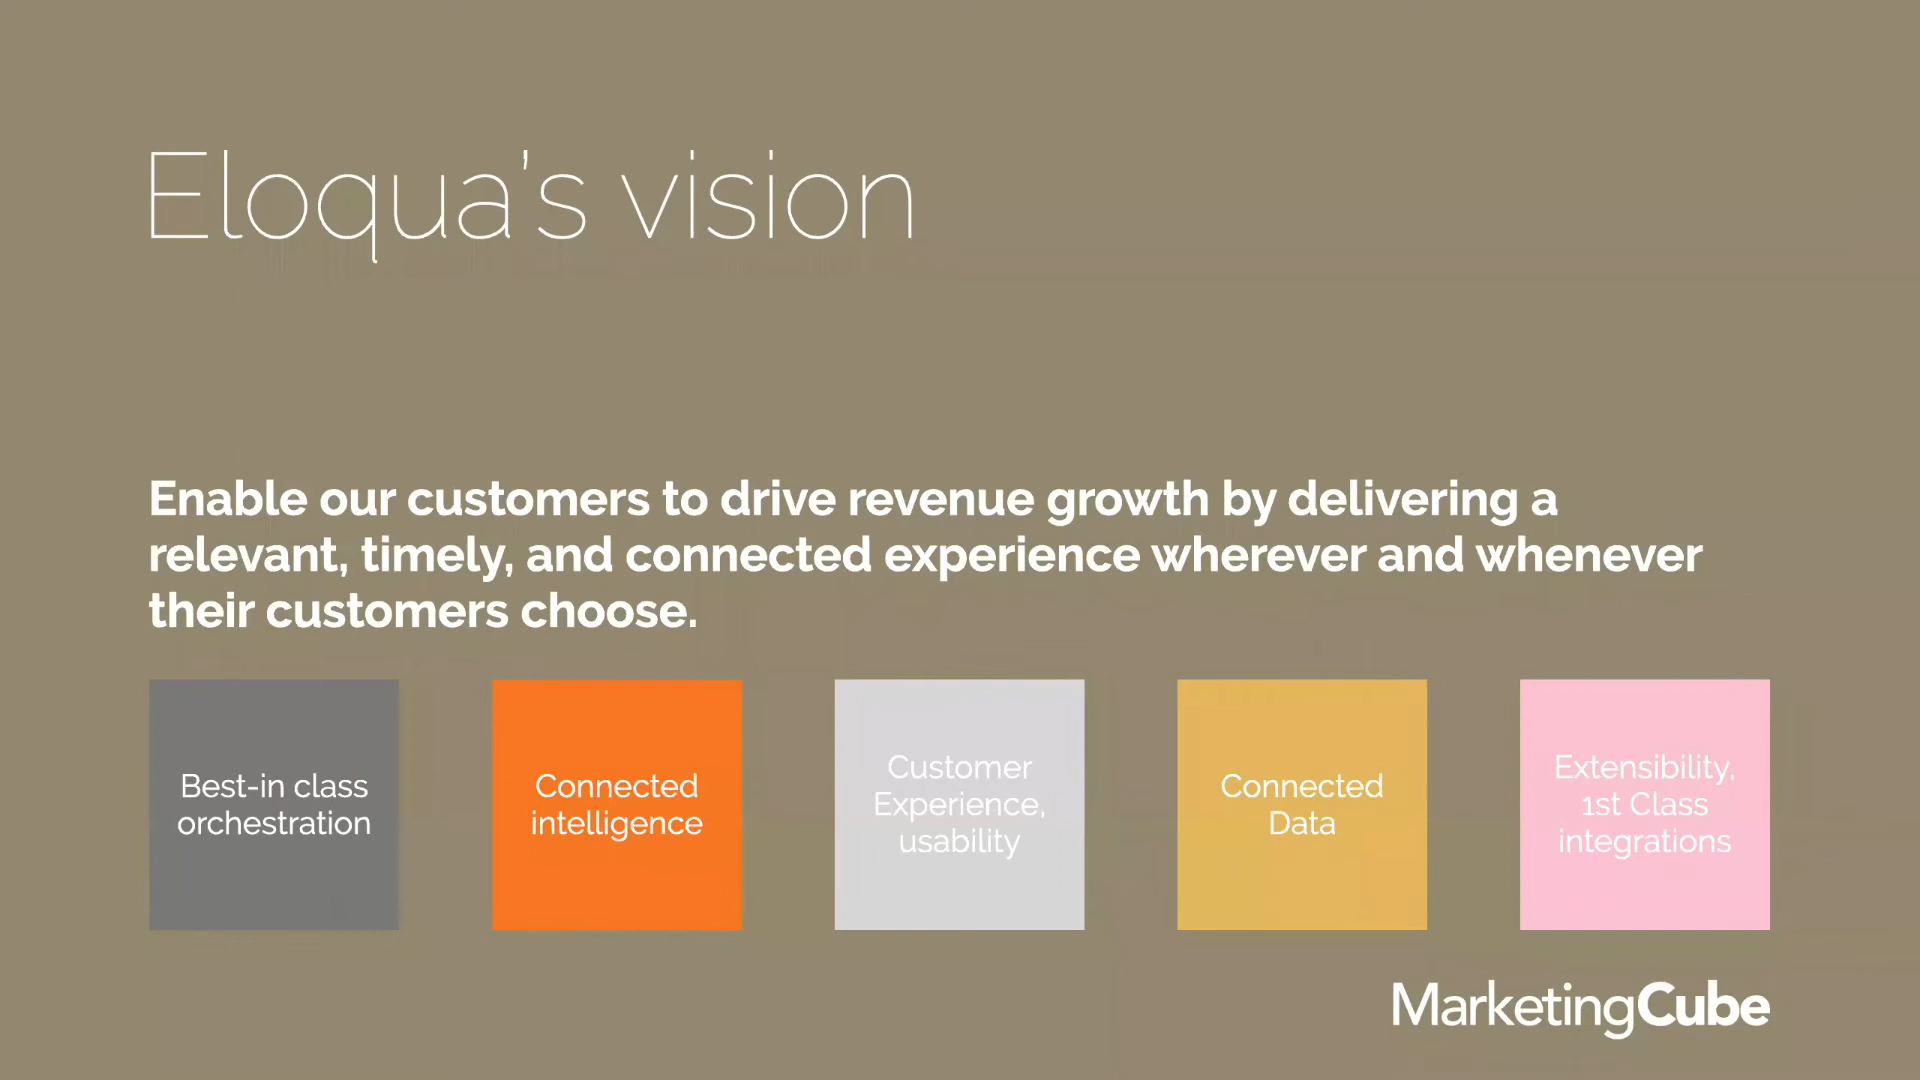 Eloqua's vision
Enable our customers to drive revenue growth by delivering a
relevant, timely, and connected experience wherever and whenever
their customers choose.
Best-in class
orchestration
Connected
intelligence
Customer
Experience,
usability
Connected
Data
Extensibility,
1st Class
integrations
MarketingCube